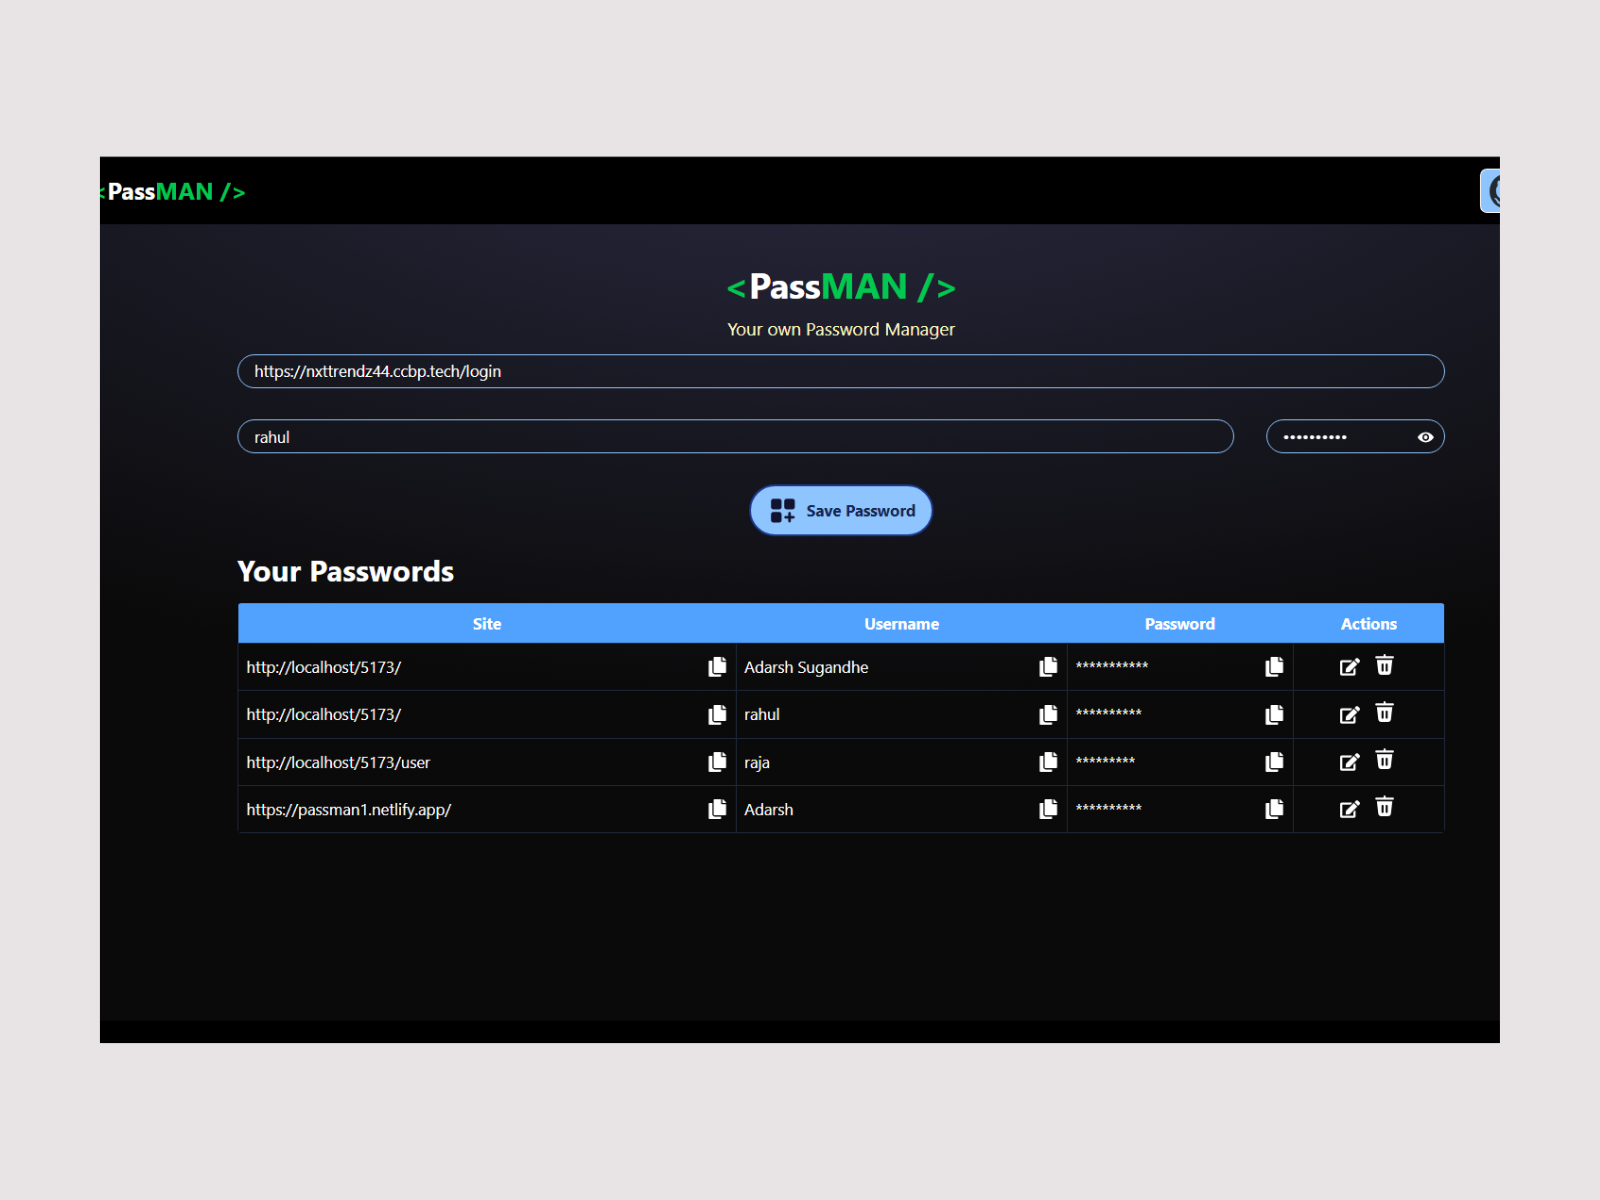 <PassMAN />
<PassMAN />
Your own Password Manager
https://nxttrendz44.ccbp.tech/login
rahul ••••••••••
Save Password
Your Passwords
Site Username Password Actions
http://localhost/5173/ Adarsh Sugandhe ***********
http://localhost/5173/ rahul **********
http://localhost/5173/user raja *********
https://passman1.netlify.app/ Adarsh **********